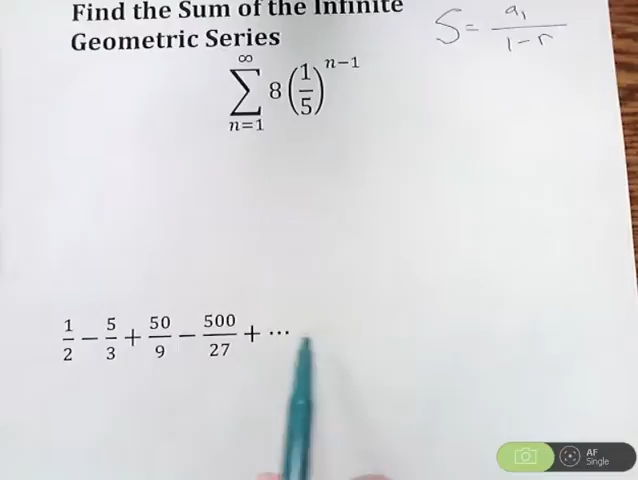 Find the Sum of the Infinite
Geometric Series
S = a₁ / 1 - r
∞ ∑ n=1 8 (1/5)^(n−1)
1/2 − 5/3 + 50/9 − 500/27 + ⋯
AF
Single